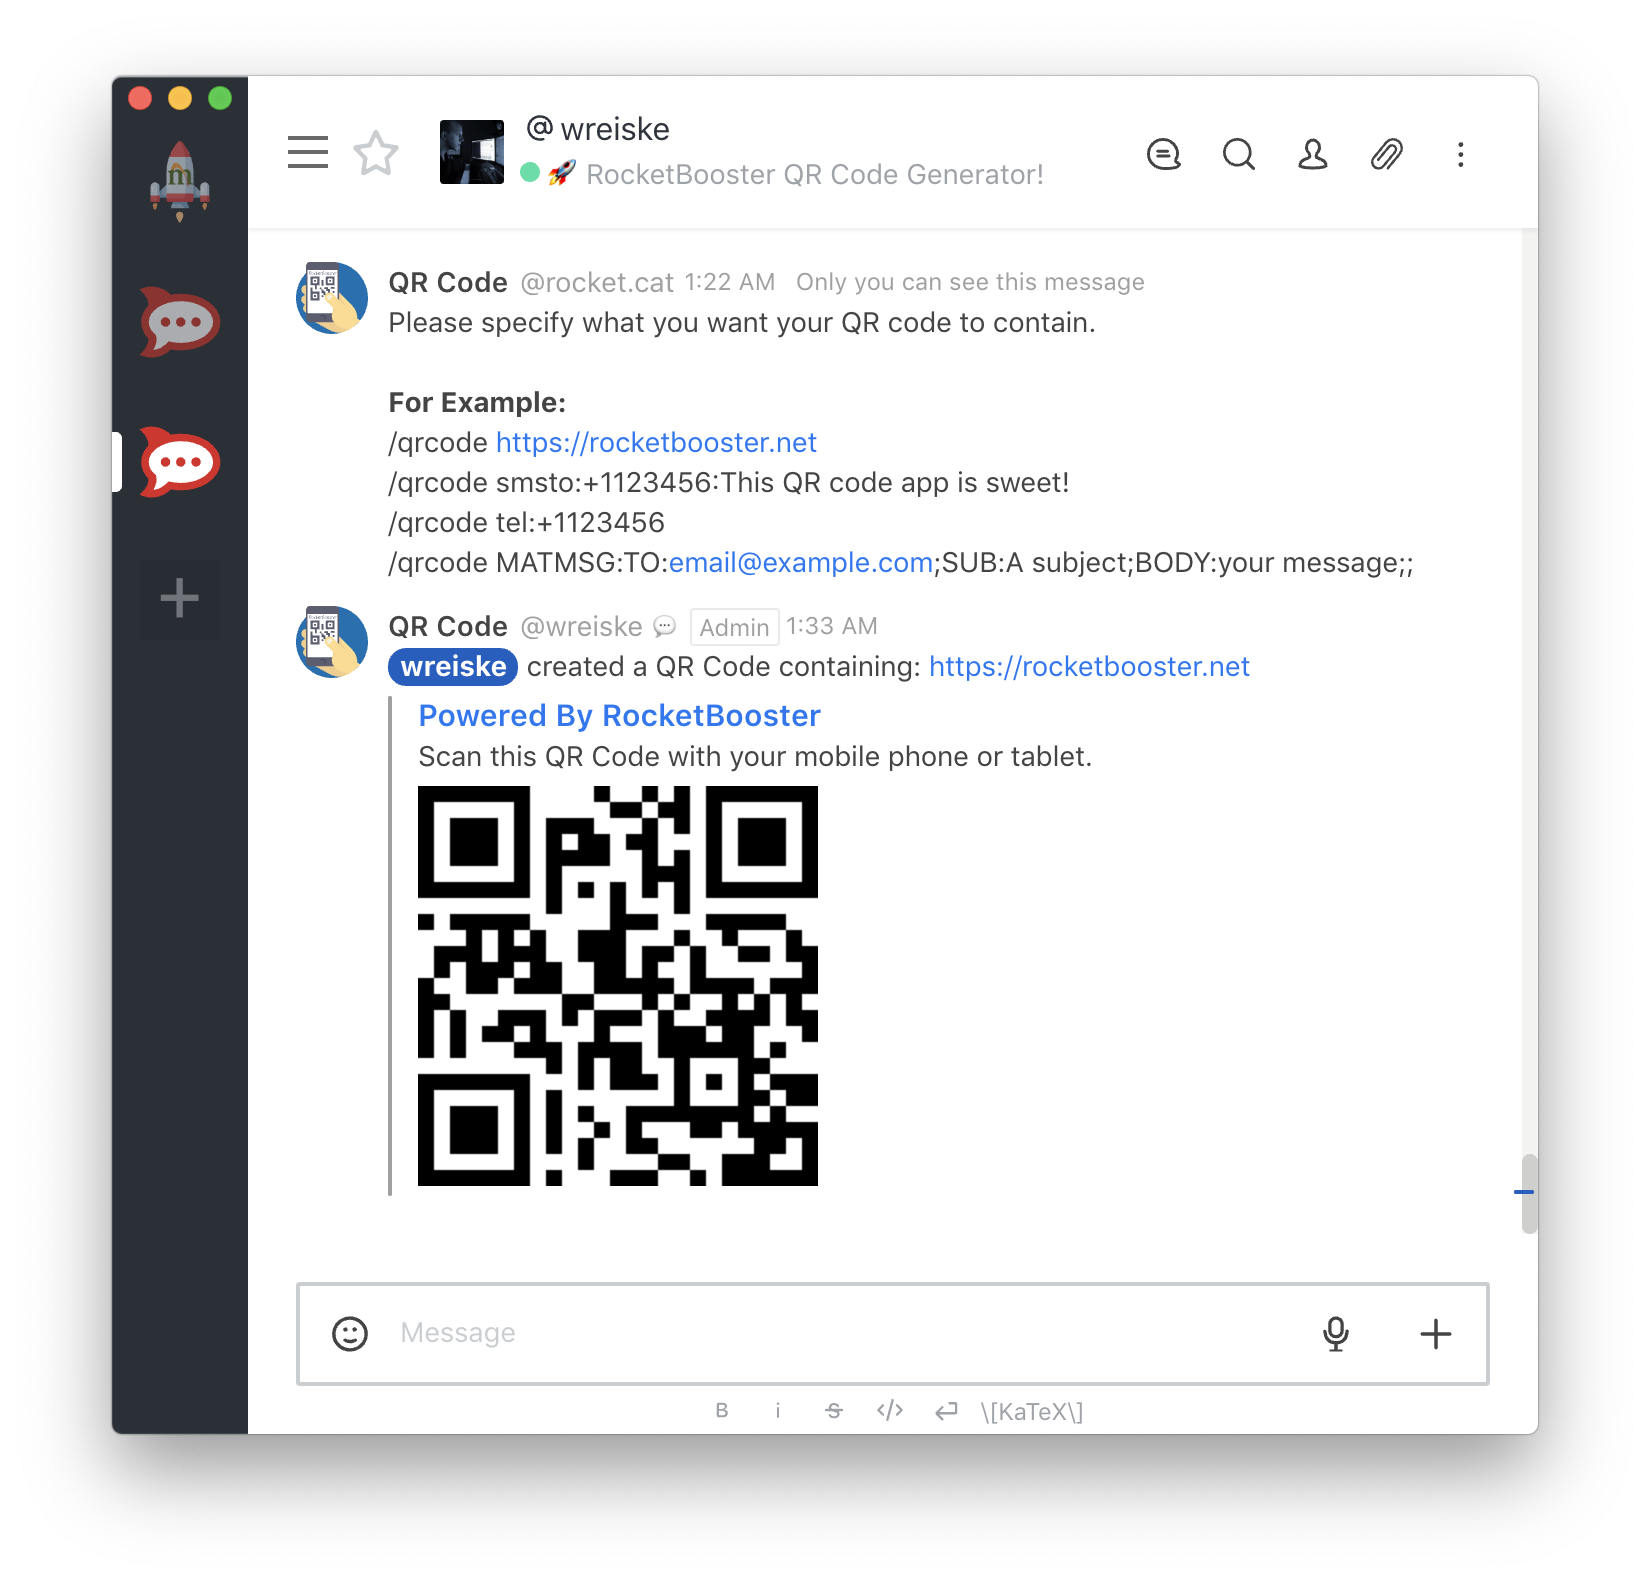 m
@ wreiske
RocketBooster QR Code Generator!
QR Code @rocket.cat 1:22 AM Only you can see this message
Please specify what you want your QR code to contain.
For Example:
/qrcode https://rocketbooster.net
/qrcode smsto:+1123456:This QR code app is sweet!
/qrcode tel:+1123456
/qrcode MATMSG:TO:email@example.com;SUB:A subject;BODY:your message;;
QR Code @wreiske Admin 1:33 AM
wreiske created a QR Code containing: https://rocketbooster.net
Powered By RocketBooster
Scan this QR Code with your mobile phone or tablet.
Message
B i S </> \[KaTeX\]